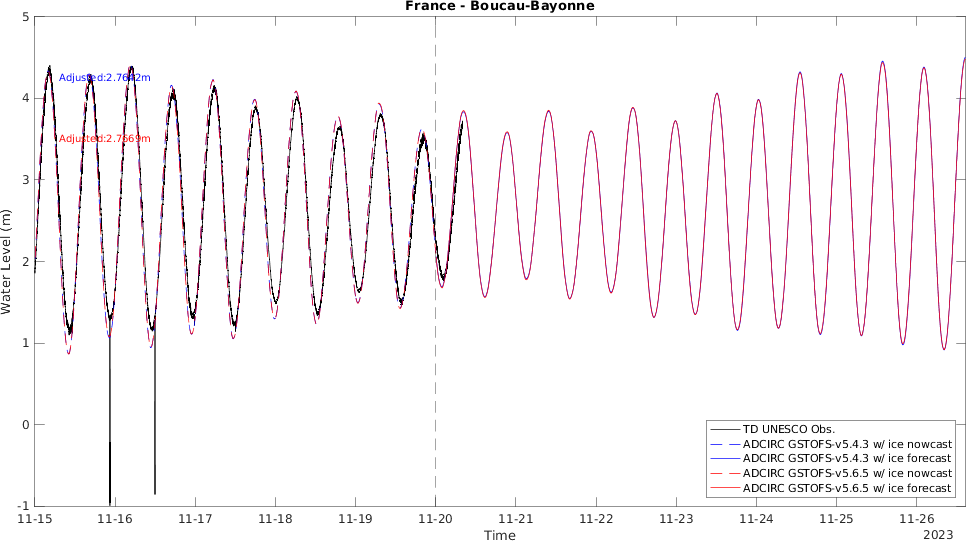 France - Boucau-Bayonne
5
4
3
2
1
0
-1
Water Level (m)
Adjusted:2.7642m
Adjusted:2.7669m
TD UNESCO Obs.
ADCIRC GSTOFS-v5.4.3 w/ ice nowcast
ADCIRC GSTOFS-v5.4.3 w/ ice forecast
ADCIRC GSTOFS-v5.6.5 w/ ice nowcast
ADCIRC GSTOFS-v5.6.5 w/ ice forecast
11-15 11-16 11-17 11-18 11-19 11-20 11-21 11-22 11-23 11-24 11-25 11-26
Time
2023